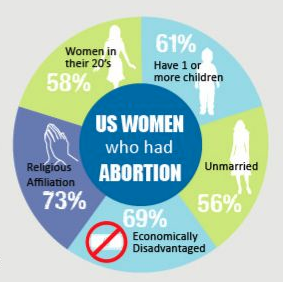 US WOMEN
who had
ABORTION
Women in
their 20's
58%
61%
Have 1 or
more children
Unmarried
56%
69%
Economically
Disadvantaged
Religious
Affiliation
73%